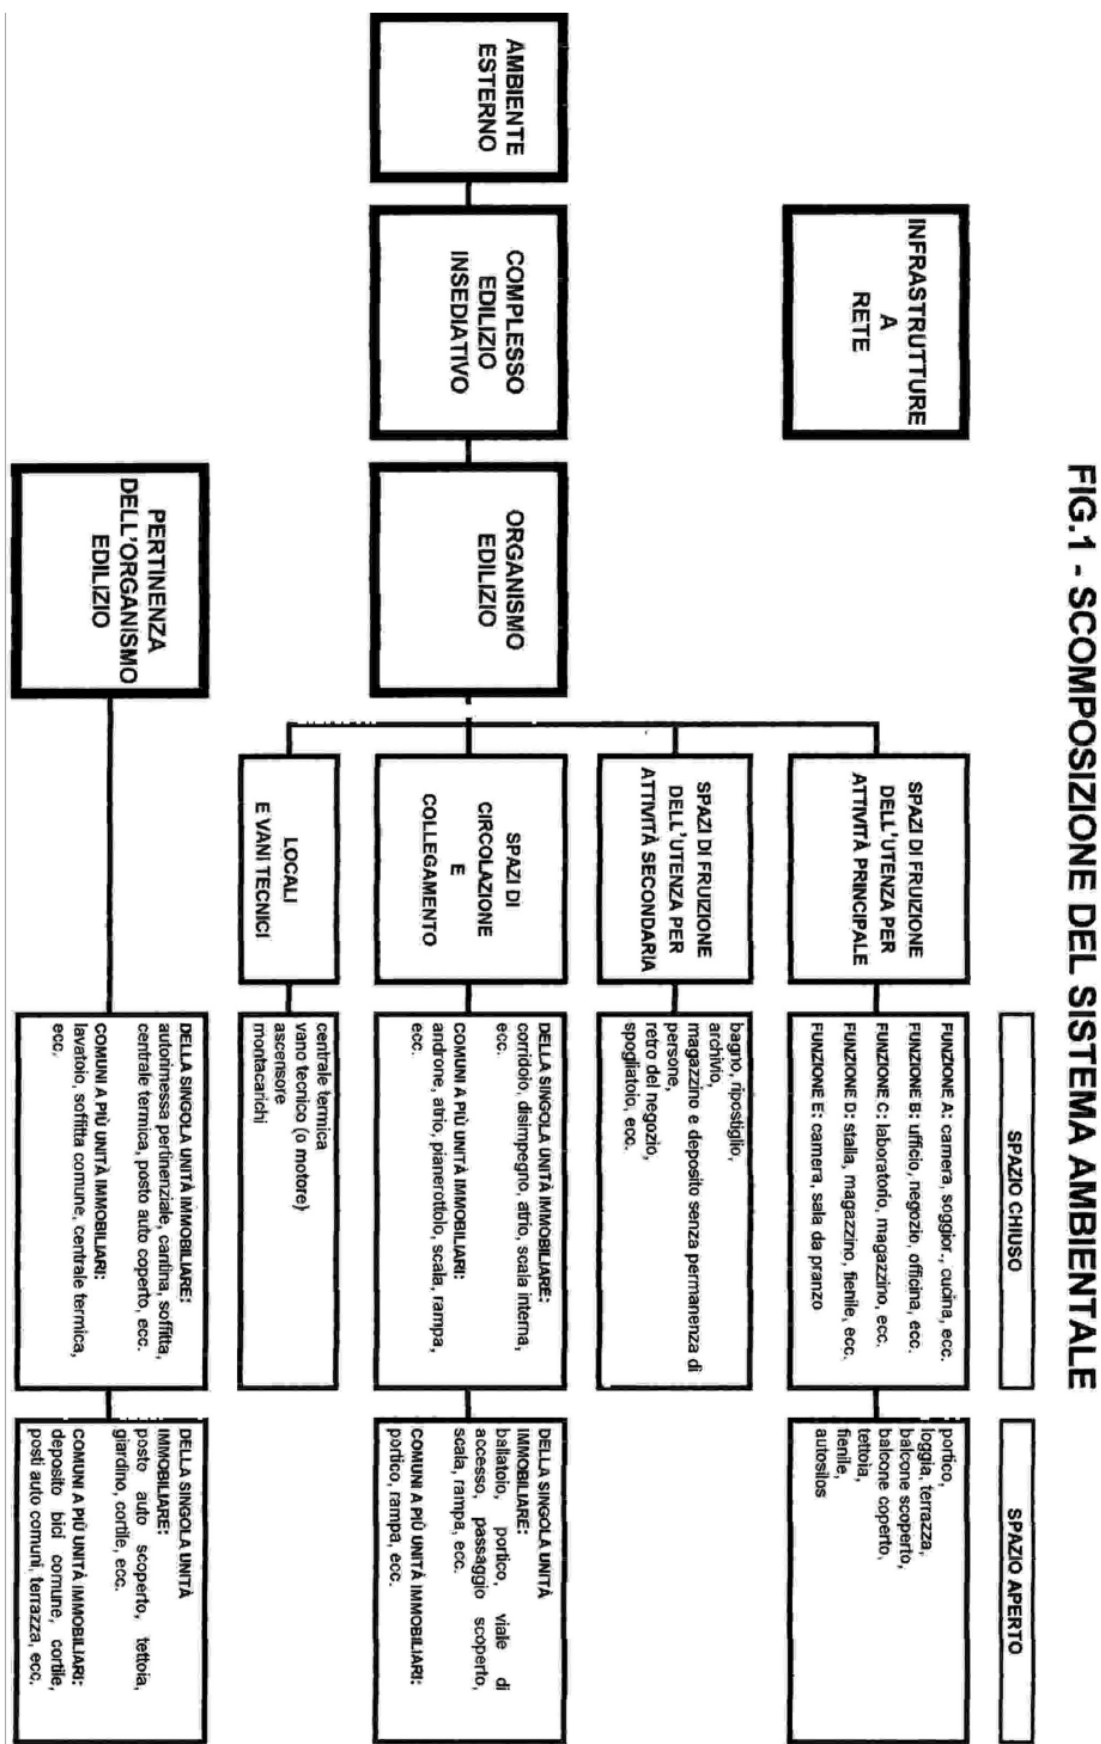 FIG.1 - SCOMPOSIZIONE DEL SISTEMA AMBIENTALE
SPAZIO CHIUSO
SPAZIO APERTO
INFRASTRUTTURE
A
RETE
AMBIENTE
ESTERNO
COMPLESSO
EDILIZIO
INSEDIATIVO
ORGANISMO
EDILIZIO
PERTINENZA
DELL'ORGANISMO
EDILIZIO
SPAZI DI FRUIZIONE
DELL'UTENZA PER
ATTIVITÀ PRINCIPALE
FUNZIONE A: camera, soggior., cucina, ecc.
FUNZIONE B: ufficio, negozio, officina, ecc.
FUNZIONE C: laboratorio, magazzino, ecc.
FUNZIONE D: stalla, magazzino, fienile, ecc.
FUNZIONE E: camera, sala da pranzo
portico,
loggia, terrazza,
balcone scoperto,
balcone coperto,
tettoia,
fienile,
autosilos
SPAZI DI FRUIZIONE
DELL'UTENZA PER
ATTIVITÀ SECONDARIA
bagno, ripostiglio,
archivio,
magazzino e deposito senza permanenza di
persone,
retro del negozio,
spogliatoio, ecc.
SPAZI DI
CIRCOLAZIONE
E
COLLEGAMENTO
DELLA SINGOLA UNITÀ IMMOBILIARE:
corridoio, disimpegno, atrio, scala interna,
ecc.
COMUNI A PIÙ UNITÀ IMMOBILIARI:
androne, atrio, pianerottolo, scala, rampa,
ecc.
DELLA SINGOLA UNITÀ
IMMOBILIARE:
ballatoio, portico, viale di
accesso, passaggio scoperto,
scala, rampa, ecc.
COMUNI A PIÙ UNITÀ IMMOBILIARI:
portico, rampa, ecc.
LOCALI
E VANI TECNICI
centrale termica
vano tecnico (o motore)
ascensore
montacarichi
DELLA SINGOLA UNITÀ IMMOBILIARE:
autorimessa pertinenziale, cantina, soffitta,
centrale termica, posto auto coperto, ecc.
COMUNI A PIÙ UNITÀ IMMOBILIARI:
lavatoio, soffitta comune, centrale termica,
ecc.
DELLA SINGOLA UNITÀ
IMMOBILIARE:
posto auto scoperto, tettoia,
giardino, cortile, ecc.
COMUNI A PIÙ UNITÀ IMMOBILIARI:
deposito bici comune, cortile,
posti auto comuni, terrazza, ecc.